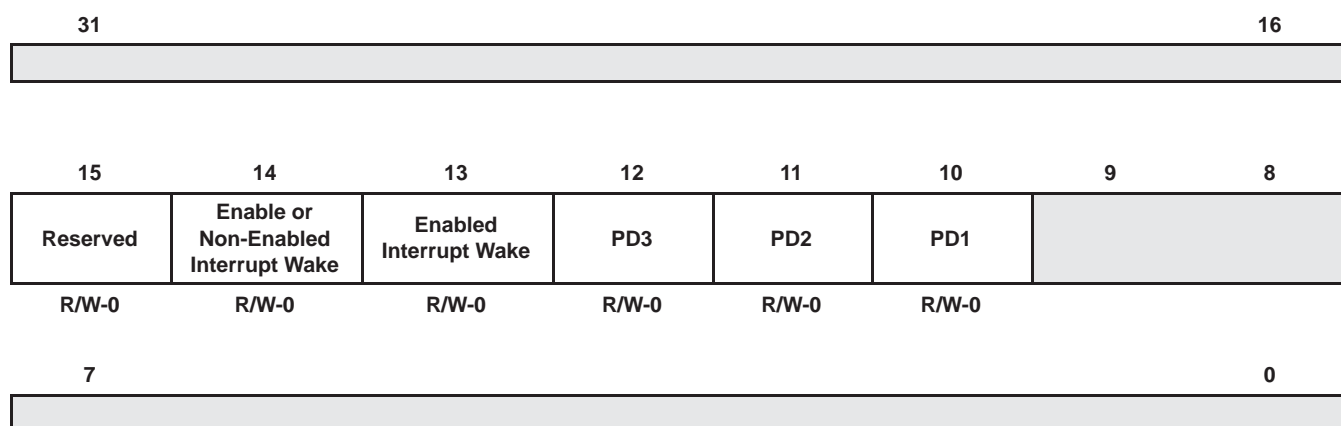 31 16
15 14 13 12 11 10 9 8
Reserved
Enable or
Non-Enabled
Interrupt Wake
Enabled
Interrupt Wake
PD3
PD2
PD1
R/W-0 R/W-0 R/W-0 R/W-0 R/W-0 R/W-0
7 0